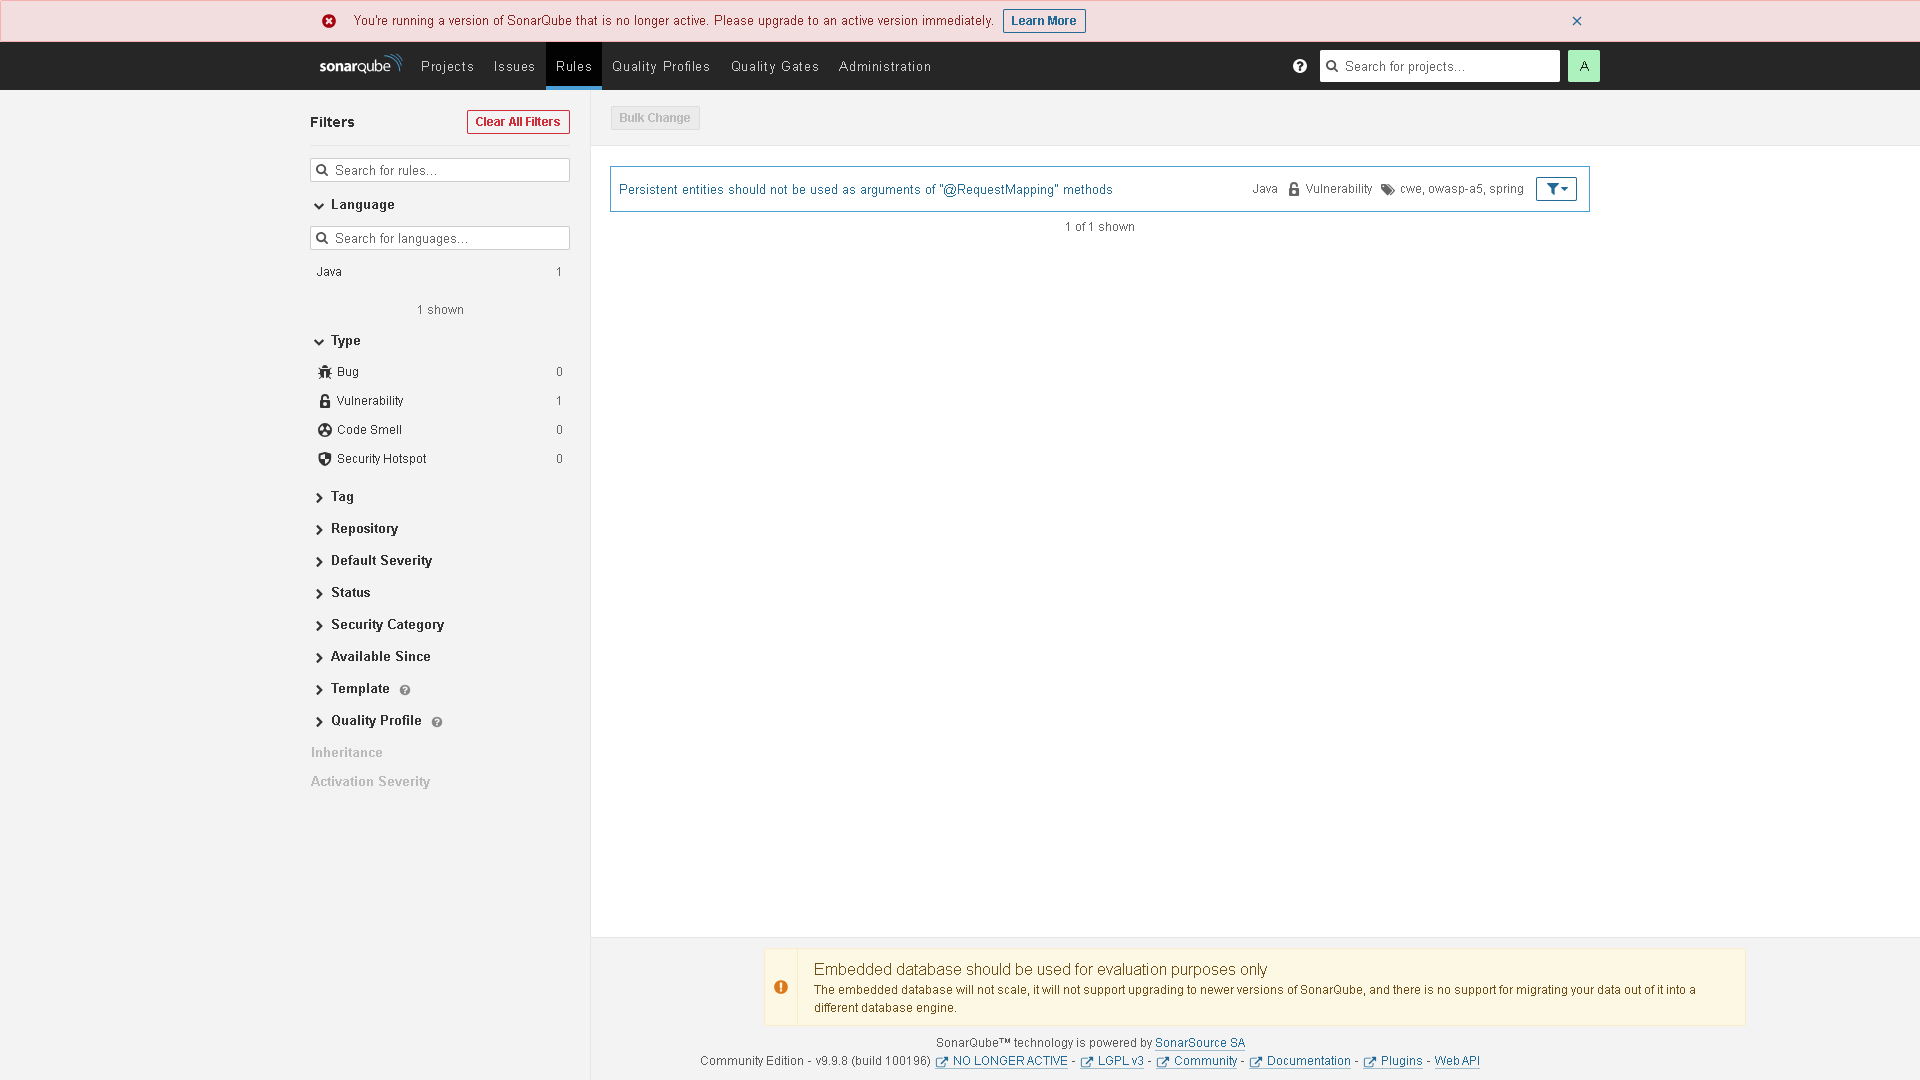 You're running a version of SonarQube that is no longer active. Please upgrade to an active version immediately. Learn More
sonarqube Projects Issues Rules Quality Profiles Quality Gates Administration Search for projects... A
Filters Clear All Filters
Bulk Change
Search for rules...
Language
Search for languages...
Java 1
1 shown
Type
Bug 0
Vulnerability 1
Code Smell 0
Security Hotspot 0
Tag
Repository
Default Severity
Status
Security Category
Available Since
Template
Quality Profile
Inheritance
Activation Severity
Persistent entities should not be used as arguments of "@RequestMapping" methods Java Vulnerability cwe, owasp-a5, spring
1 of 1 shown
Embedded database should be used for evaluation purposes only
The embedded database will not scale, it will not support upgrading to newer versions of SonarQube, and there is no support for migrating your data out of it into a
different database engine.
SonarQube™ technology is powered by SonarSource SA
Community Edition - v9.9.8 (build 100196) NO LONGER ACTIVE - LGPL v3 - Community - Documentation - Plugins - Web API